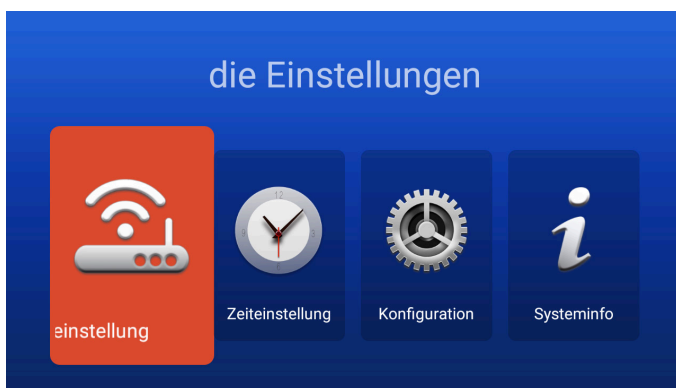 die Einstellungen
einstellung
Zeiteinstellung
Konfiguration
Systeminfo